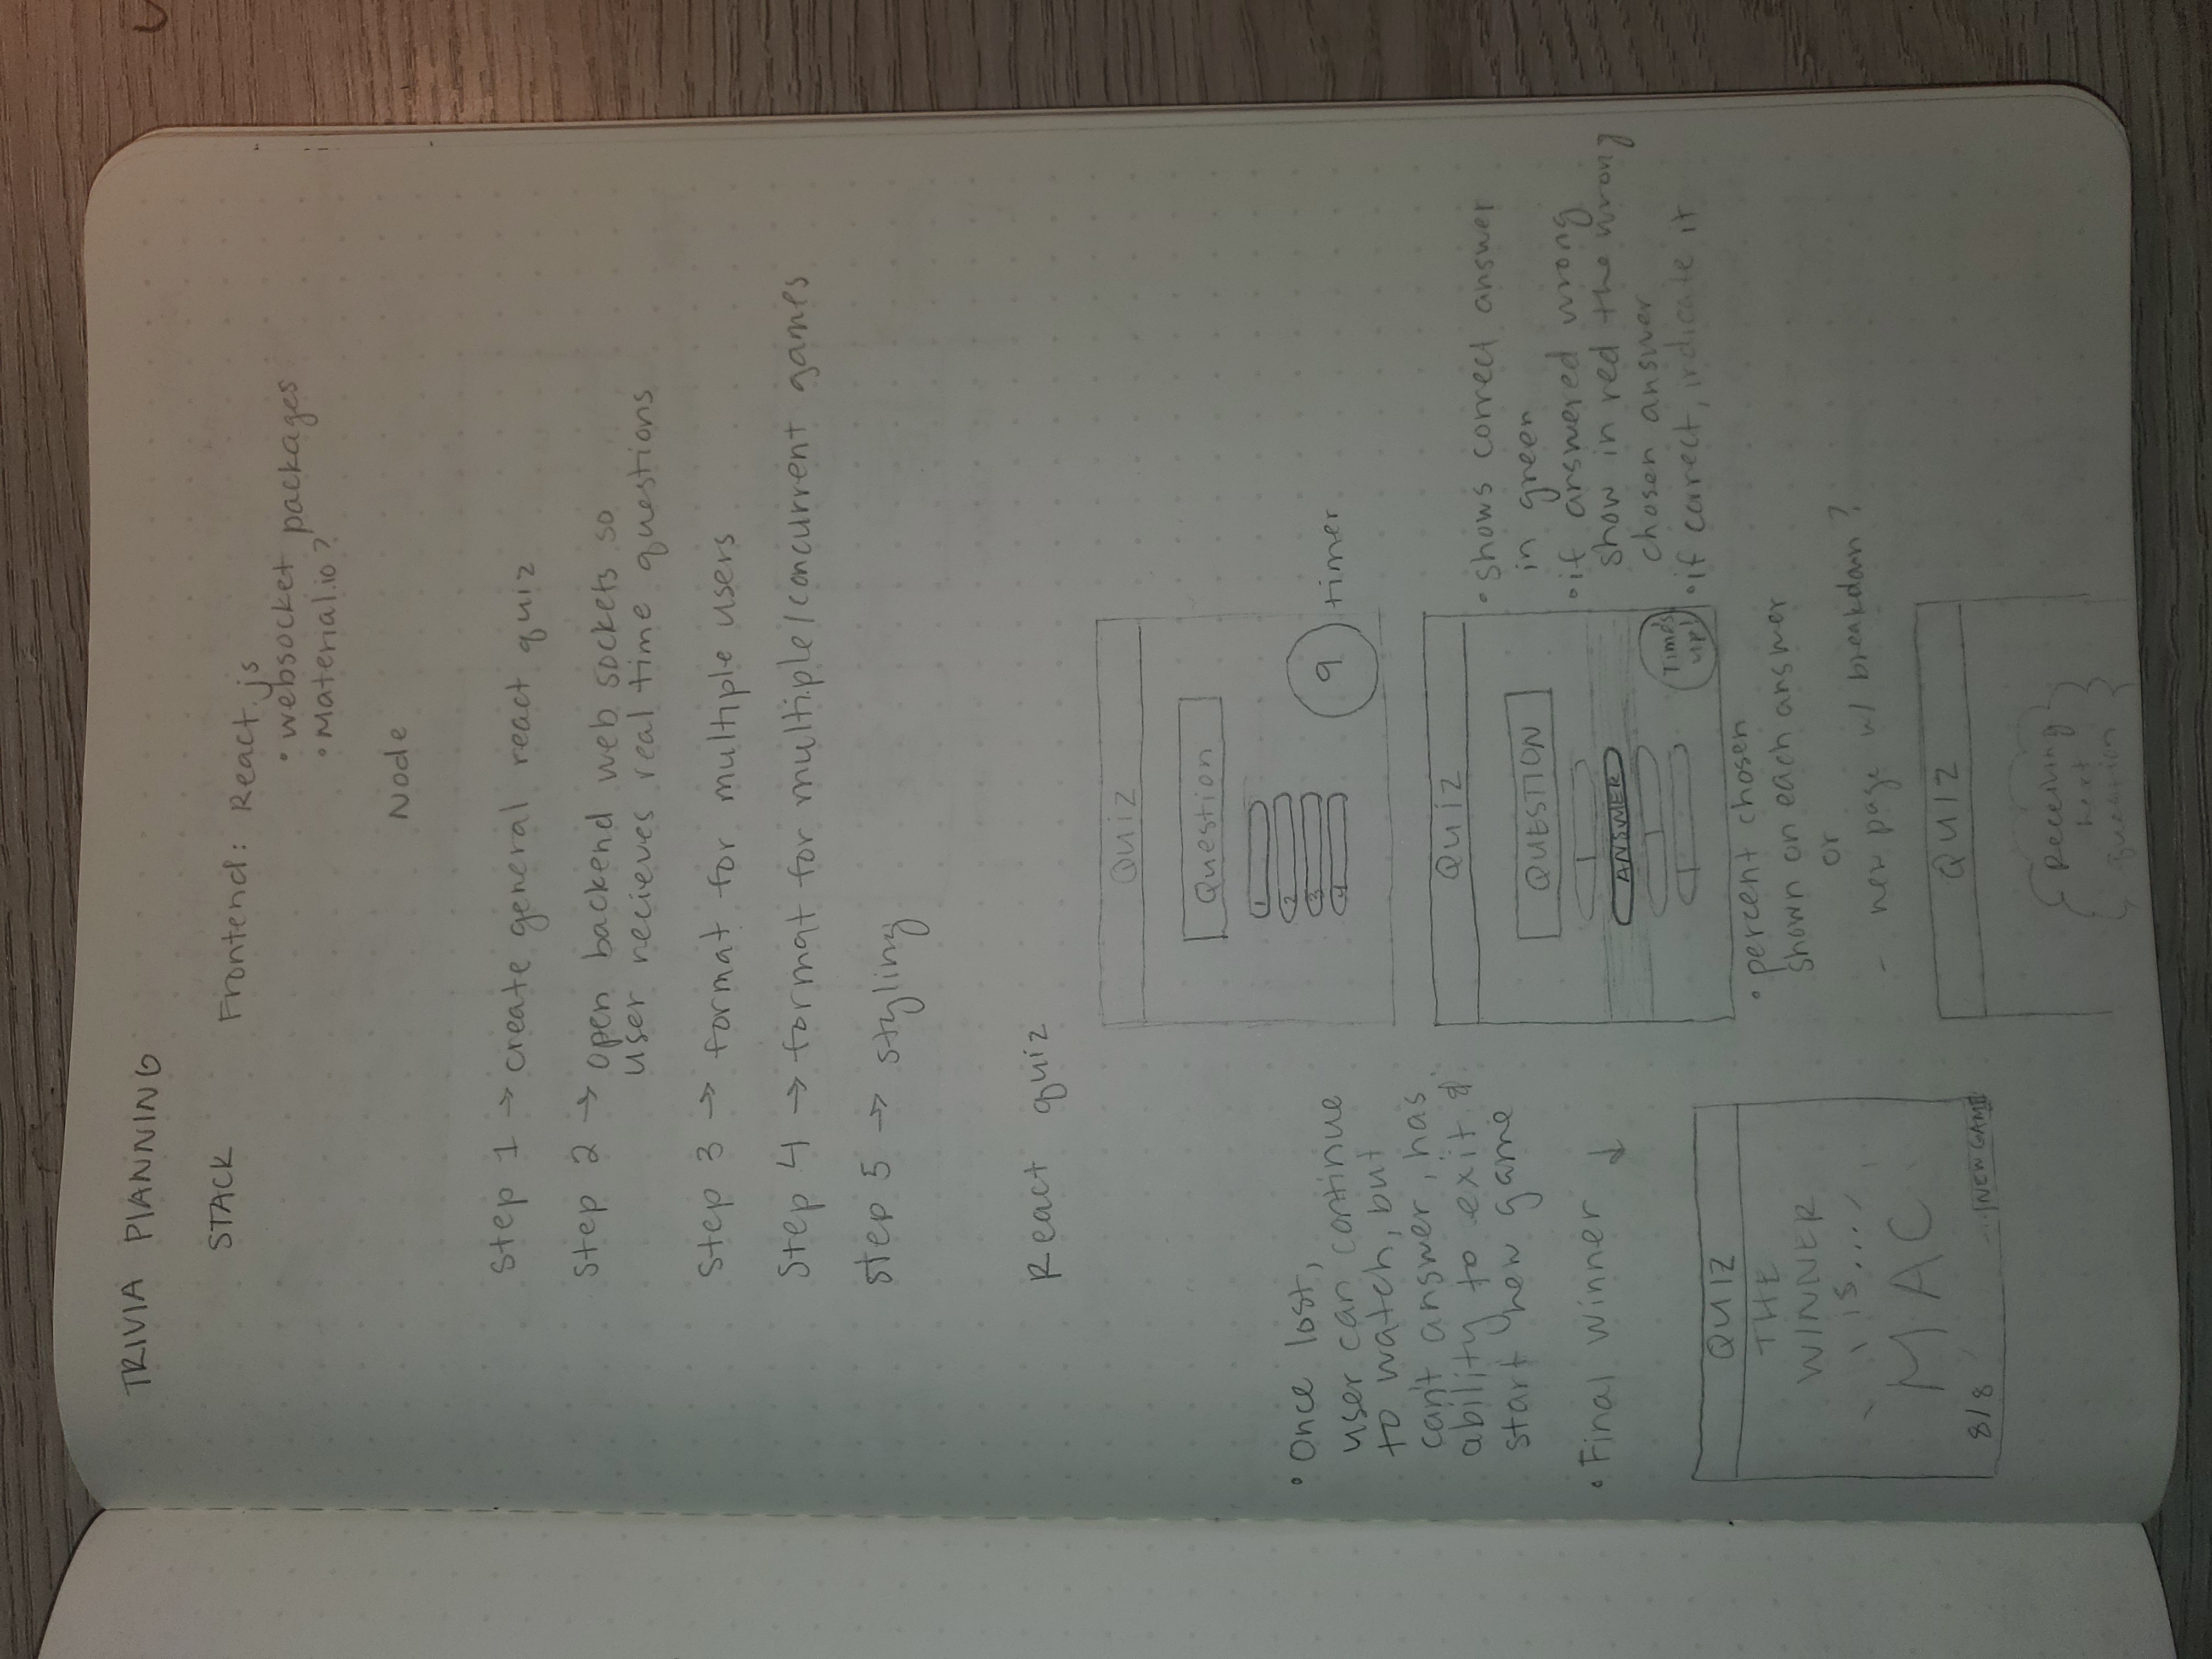 TRIVIA PLANNING
STACK Frontend: React.js
• websocket packages
• Material.io?
Node
Step 1 → create general react quiz
Step 2 → open backend web sockets so
user recieves real time questions
Step 3 → format for multiple users
Step 4 → format for multiple/concurrent games
step 5 → styling
React quiz
Quiz
Question
1
2
3
4
9 timer
• Once lost,
user can continue
to watch, but
can't answer, has
ability to exit &
start new game
• Final Winner ↓
QUIZ
THE
WINNER
is....
MAC
8/8 NEW GAME
Quiz
QUESTION
ANSWER
Time's
up!
• shows correct answer
in green
• if answered wrong
show in red the wrong
chosen answer
• if correct, indicate it
• percent chosen
shown on each answer
or
- new page w/ breakdown?
QUIZ
Receiving
next
question